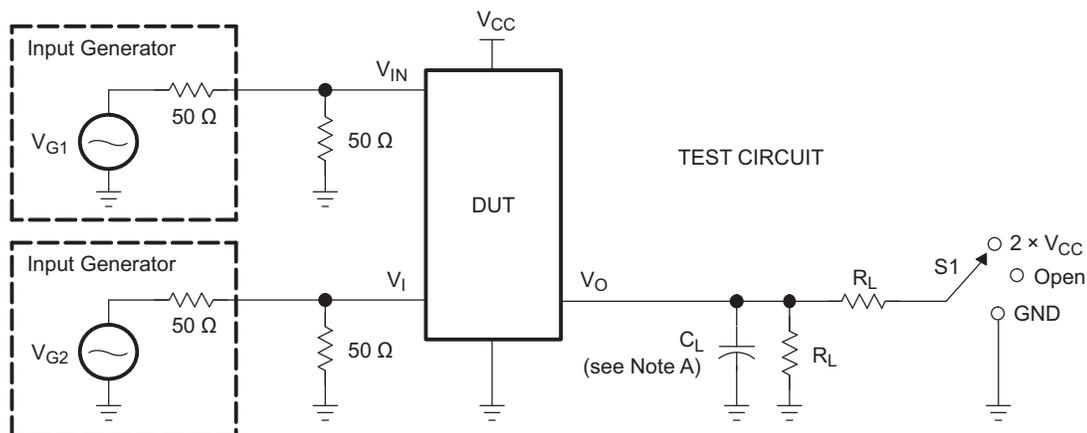 V_CC
Input Generator
50 Ω
V_G1
V_IN
50 Ω
TEST CIRCUIT
DUT
Input Generator
50 Ω
V_G2
V_I
50 Ω
V_O
C_L
(see Note A)
R_L
R_L
S1
2 × V_CC
Open
GND